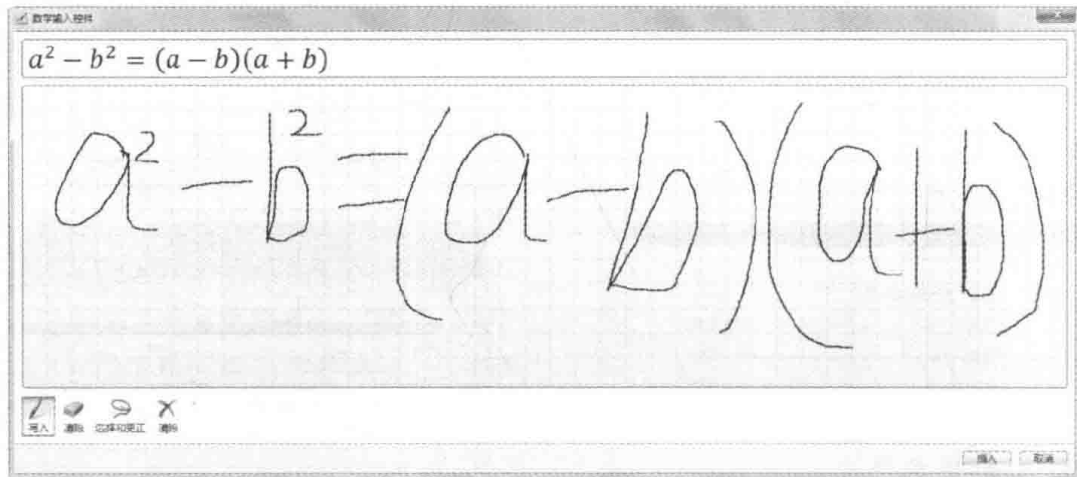 数学输入控件
a² − b² = (a − b)(a + b)
a² − b² = (a − b)(a + b)
写入 清除 选择和更正 清除
插入 取消